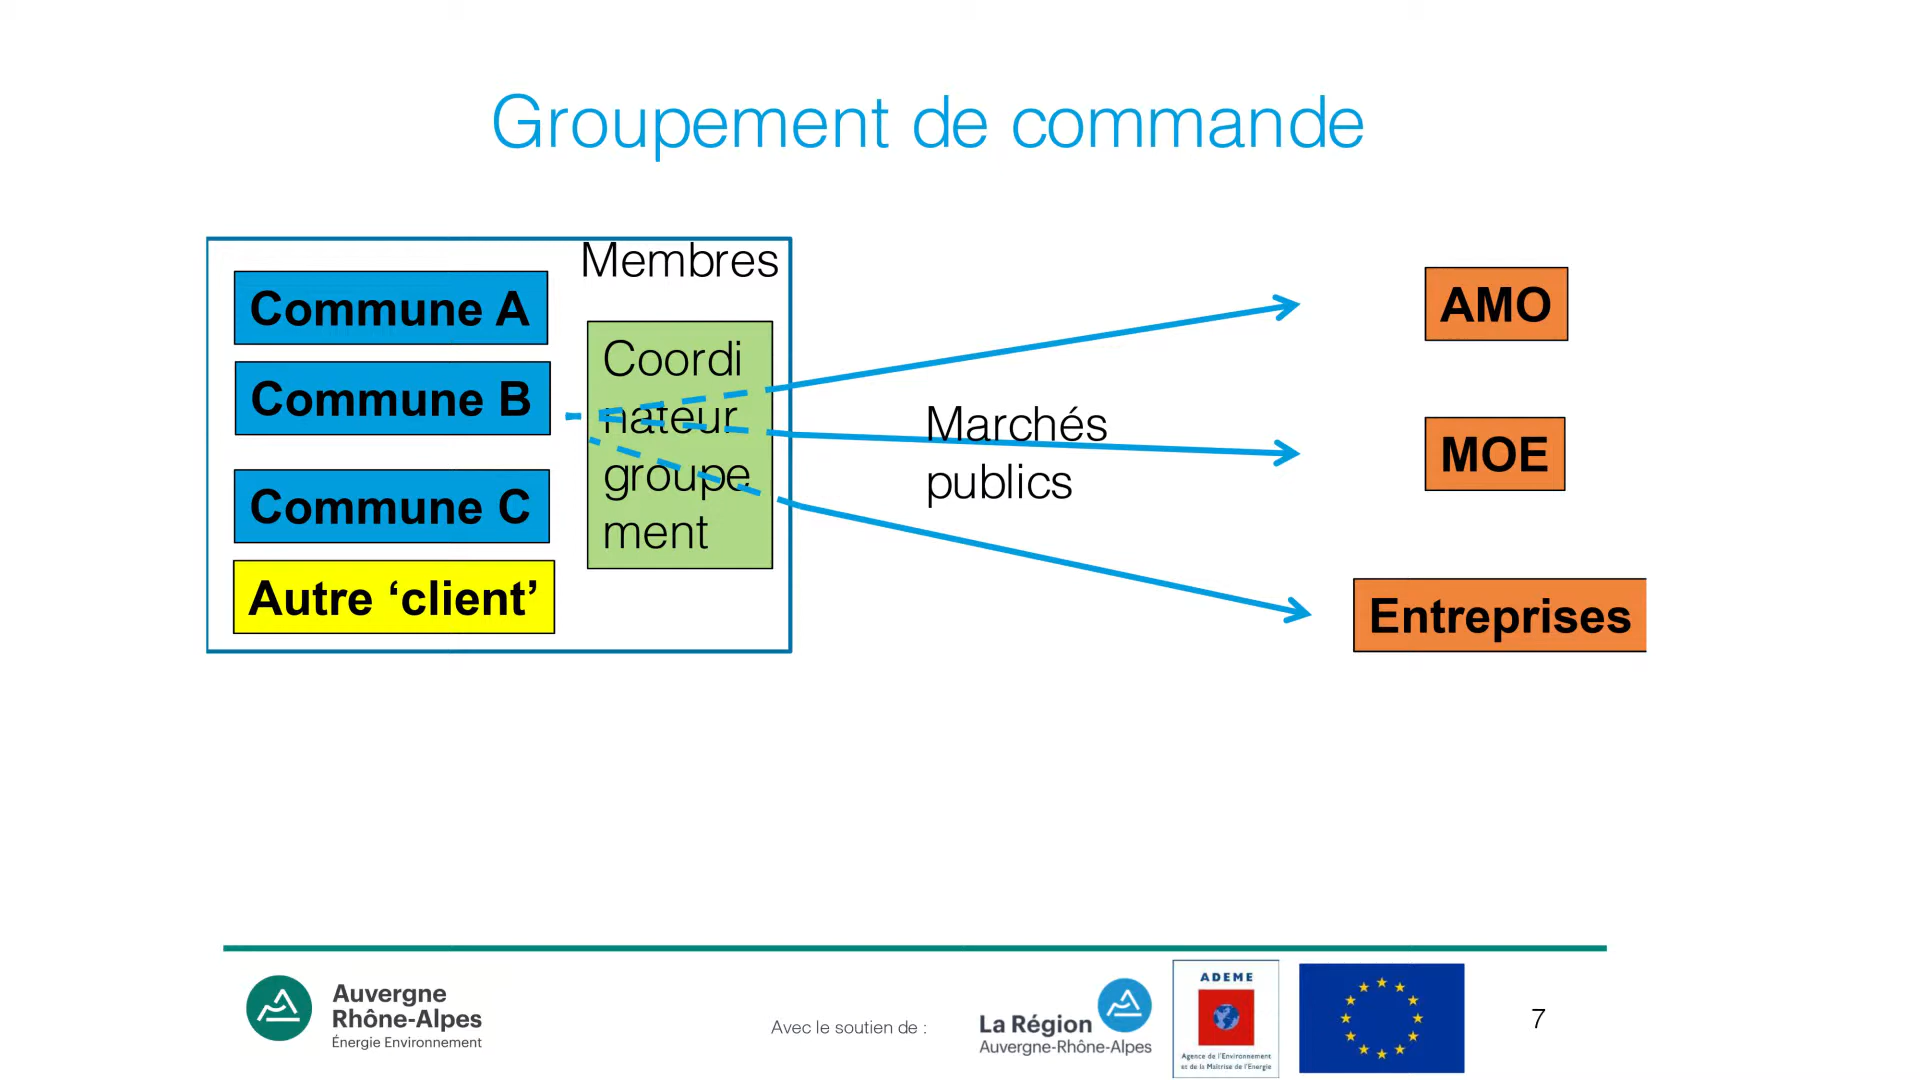 Groupement de commande
Membres
Commune A
Commune B
Commune C
Autre ‘client’
Coordi
nateur
groupe
ment
Marchés
publics
AMO
MOE
Entreprises
Auvergne
Rhône-Alpes
Énergie Environnement
Avec le soutien de :
La Région
Auvergne-Rhône-Alpes
ADEME
Agence de l'Environnement
et de la Maîtrise de l'Energie
7